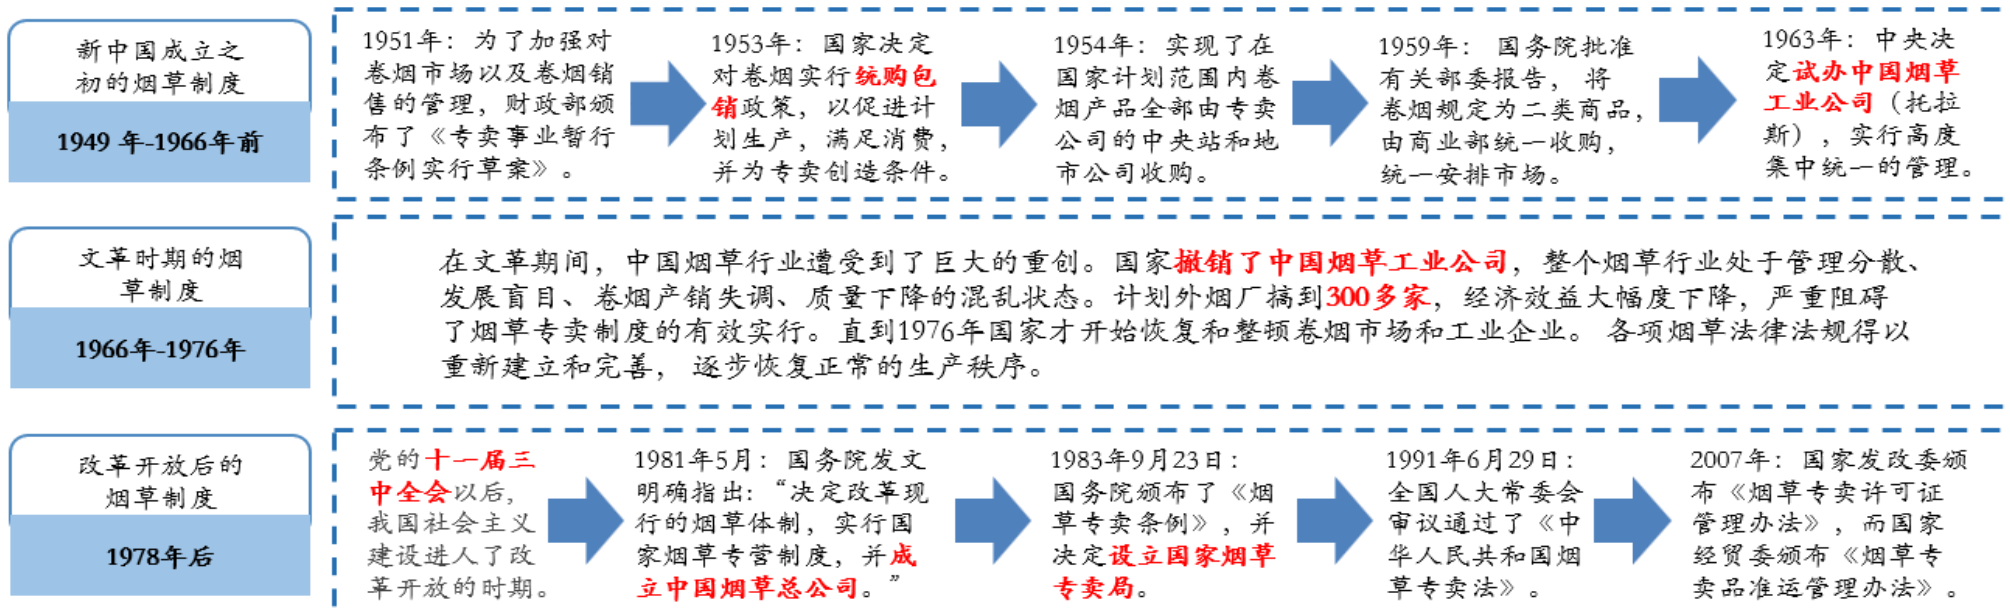 新中国成立之
初的烟草制度
1949 年-1966年前
1951年：为了加强对
卷烟市场以及卷烟销
售的管理，财政部颁
布了《专卖事业暂行
条例实行草案》。
1953年：国家决定
对卷烟实行统购包
销政策，以促进计
划生产，满足消费，
并为专卖创造条件。
1954年：实现了在
国家计划范围内卷
烟产品全部由专卖
公司的中央站和地
市公司收购。
1959年：国务院批准
有关部委报告，将
卷烟规定为二类商品，
由商业部统一收购，
统一安排市场。
1963年：中央决
定试办中国烟草
工业公司（托拉
斯），实行高度
集中统一的管理。
文革时期的烟
草制度
1966年-1976年
在文革期间，中国烟草行业遭受到了巨大的重创。国家撤销了中国烟草工业公司，整个烟草行业处于管理分散、
发展盲目、卷烟产销失调、质量下降的混乱状态。计划外烟厂搞到300多家，经济效益大幅度下降，严重阻碍
了烟草专卖制度的有效实行。直到1976年国家才开始恢复和整顿卷烟市场和工业企业。 各项烟草法律法规得以
重新建立和完善， 逐步恢复正常的生产秩序。
改革开放后的
烟草制度
1978年后
党的十一届三
中全会以后，
我国社会主义
建设进人了改
革开放的时期。
1981年5月：国务院发文
明确指出：“决定改革现
行的烟草体制，实行国
家烟草专营制度，并成
立中国烟草总公司。”
1983年9月23日：
国务院颁布了《烟
草专卖条例》，并
决定设立国家烟草
专卖局。
1991年6月29日：
全国人大常委会
审议通过了《中
华人民共和国烟
草专卖法》。
2007年：国家发改委颁
布《烟草专卖许可证
管理办法》，而国家
经贸委颁布《烟草专
卖品准运管理办法》。